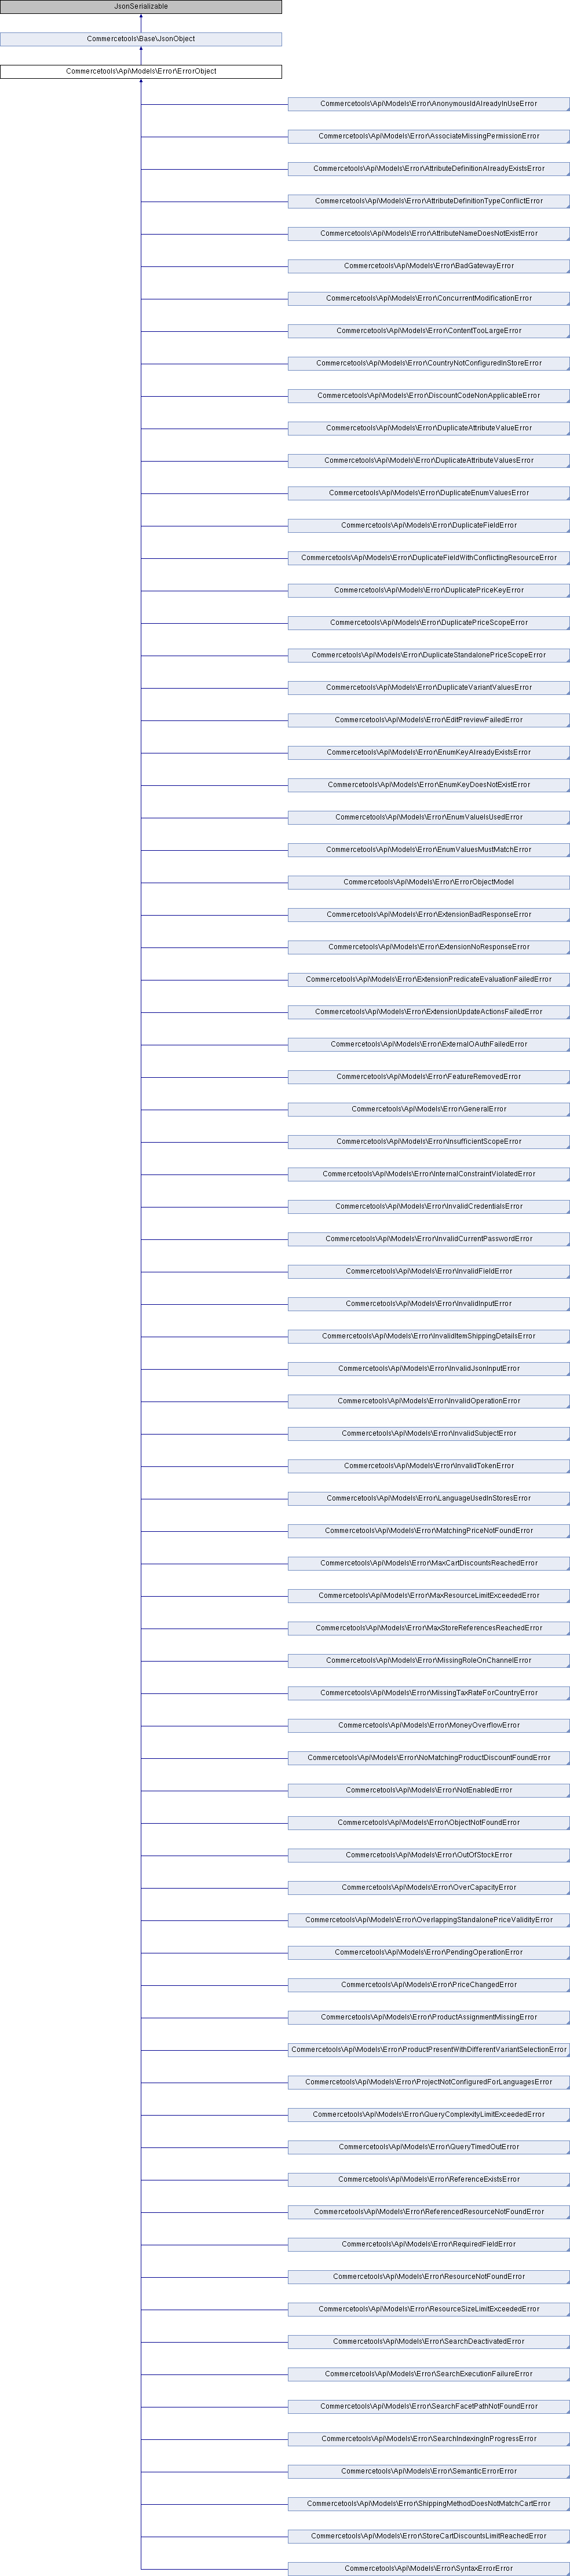 JsonSerializable
Commercetools\Base\JsonObject
Commercetools\Api\Models\Error\ErrorObject
Commercetools\Api\Models\Error\AnonymousIdAlreadyInUseError
Commercetools\Api\Models\Error\AssociateMissingPermissionError
Commercetools\Api\Models\Error\AttributeDefinitionAlreadyExistsError
Commercetools\Api\Models\Error\AttributeDefinitionTypeConflictError
Commercetools\Api\Models\Error\AttributeNameDoesNotExistError
Commercetools\Api\Models\Error\BadGatewayError
Commercetools\Api\Models\Error\ConcurrentModificationError
Commercetools\Api\Models\Error\ContentTooLargeError
Commercetools\Api\Models\Error\CountryNotConfiguredInStoreError
Commercetools\Api\Models\Error\DiscountCodeNonApplicableError
Commercetools\Api\Models\Error\DuplicateAttributeValueError
Commercetools\Api\Models\Error\DuplicateAttributeValuesError
Commercetools\Api\Models\Error\DuplicateEnumValuesError
Commercetools\Api\Models\Error\DuplicateFieldError
Commercetools\Api\Models\Error\DuplicateFieldWithConflictingResourceError
Commercetools\Api\Models\Error\DuplicatePriceKeyError
Commercetools\Api\Models\Error\DuplicatePriceScopeError
Commercetools\Api\Models\Error\DuplicateStandalonePriceScopeError
Commercetools\Api\Models\Error\DuplicateVariantValuesError
Commercetools\Api\Models\Error\EditPreviewFailedError
Commercetools\Api\Models\Error\EnumKeyAlreadyExistsError
Commercetools\Api\Models\Error\EnumKeyDoesNotExistError
Commercetools\Api\Models\Error\EnumValueIsUsedError
Commercetools\Api\Models\Error\EnumValuesMustMatchError
Commercetools\Api\Models\Error\ErrorObjectModel
Commercetools\Api\Models\Error\ExtensionBadResponseError
Commercetools\Api\Models\Error\ExtensionNoResponseError
Commercetools\Api\Models\Error\ExtensionPredicateEvaluationFailedError
Commercetools\Api\Models\Error\ExtensionUpdateActionsFailedError
Commercetools\Api\Models\Error\ExternalOAuthFailedError
Commercetools\Api\Models\Error\FeatureRemovedError
Commercetools\Api\Models\Error\GeneralError
Commercetools\Api\Models\Error\InsufficientScopeError
Commercetools\Api\Models\Error\InternalConstraintViolatedError
Commercetools\Api\Models\Error\InvalidCredentialsError
Commercetools\Api\Models\Error\InvalidCurrentPasswordError
Commercetools\Api\Models\Error\InvalidFieldError
Commercetools\Api\Models\Error\InvalidInputError
Commercetools\Api\Models\Error\InvalidItemShippingDetailsError
Commercetools\Api\Models\Error\InvalidJsonInputError
Commercetools\Api\Models\Error\InvalidOperationError
Commercetools\Api\Models\Error\InvalidSubjectError
Commercetools\Api\Models\Error\InvalidTokenError
Commercetools\Api\Models\Error\LanguageUsedInStoresError
Commercetools\Api\Models\Error\MatchingPriceNotFoundError
Commercetools\Api\Models\Error\MaxCartDiscountsReachedError
Commercetools\Api\Models\Error\MaxResourceLimitExceededError
Commercetools\Api\Models\Error\MaxStoreReferencesReachedError
Commercetools\Api\Models\Error\MissingRoleOnChannelError
Commercetools\Api\Models\Error\MissingTaxRateForCountryError
Commercetools\Api\Models\Error\MoneyOverflowError
Commercetools\Api\Models\Error\NoMatchingProductDiscountFoundError
Commercetools\Api\Models\Error\NotEnabledError
Commercetools\Api\Models\Error\ObjectNotFoundError
Commercetools\Api\Models\Error\OutOfStockError
Commercetools\Api\Models\Error\OverCapacityError
Commercetools\Api\Models\Error\OverlappingStandalonePriceValidityError
Commercetools\Api\Models\Error\PendingOperationError
Commercetools\Api\Models\Error\PriceChangedError
Commercetools\Api\Models\Error\ProductAssignmentMissingError
Commercetools\Api\Models\Error\ProductPresentWithDifferentVariantSelectionError
Commercetools\Api\Models\Error\ProjectNotConfiguredForLanguagesError
Commercetools\Api\Models\Error\QueryComplexityLimitExceededError
Commercetools\Api\Models\Error\QueryTimedOutError
Commercetools\Api\Models\Error\ReferenceExistsError
Commercetools\Api\Models\Error\ReferencedResourceNotFoundError
Commercetools\Api\Models\Error\RequiredFieldError
Commercetools\Api\Models\Error\ResourceNotFoundError
Commercetools\Api\Models\Error\ResourceSizeLimitExceededError
Commercetools\Api\Models\Error\SearchDeactivatedError
Commercetools\Api\Models\Error\SearchExecutionFailureError
Commercetools\Api\Models\Error\SearchFacetPathNotFoundError
Commercetools\Api\Models\Error\SearchIndexingInProgressError
Commercetools\Api\Models\Error\SemanticErrorError
Commercetools\Api\Models\Error\ShippingMethodDoesNotMatchCartError
Commercetools\Api\Models\Error\StoreCartDiscountsLimitReachedError
Commercetools\Api\Models\Error\SyntaxErrorError